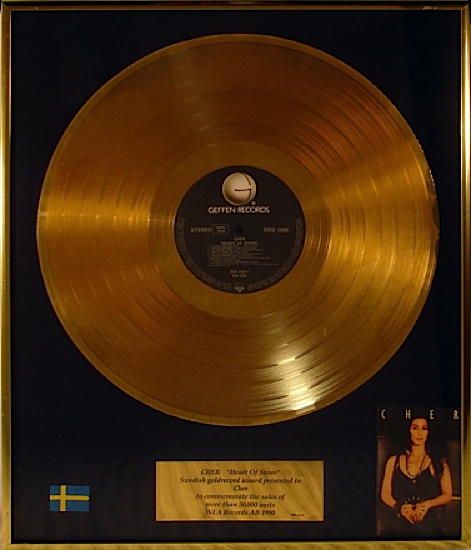 GEFFEN RECORDS
STEREO SIDE ONE
CHER
HEART OF STONE
C H E R
CHER "Heart Of Stone"
Swedish goldrecord award presented to
Cher
to commemorate the sales of
more than 50.000 units
WEA Records AB 1990